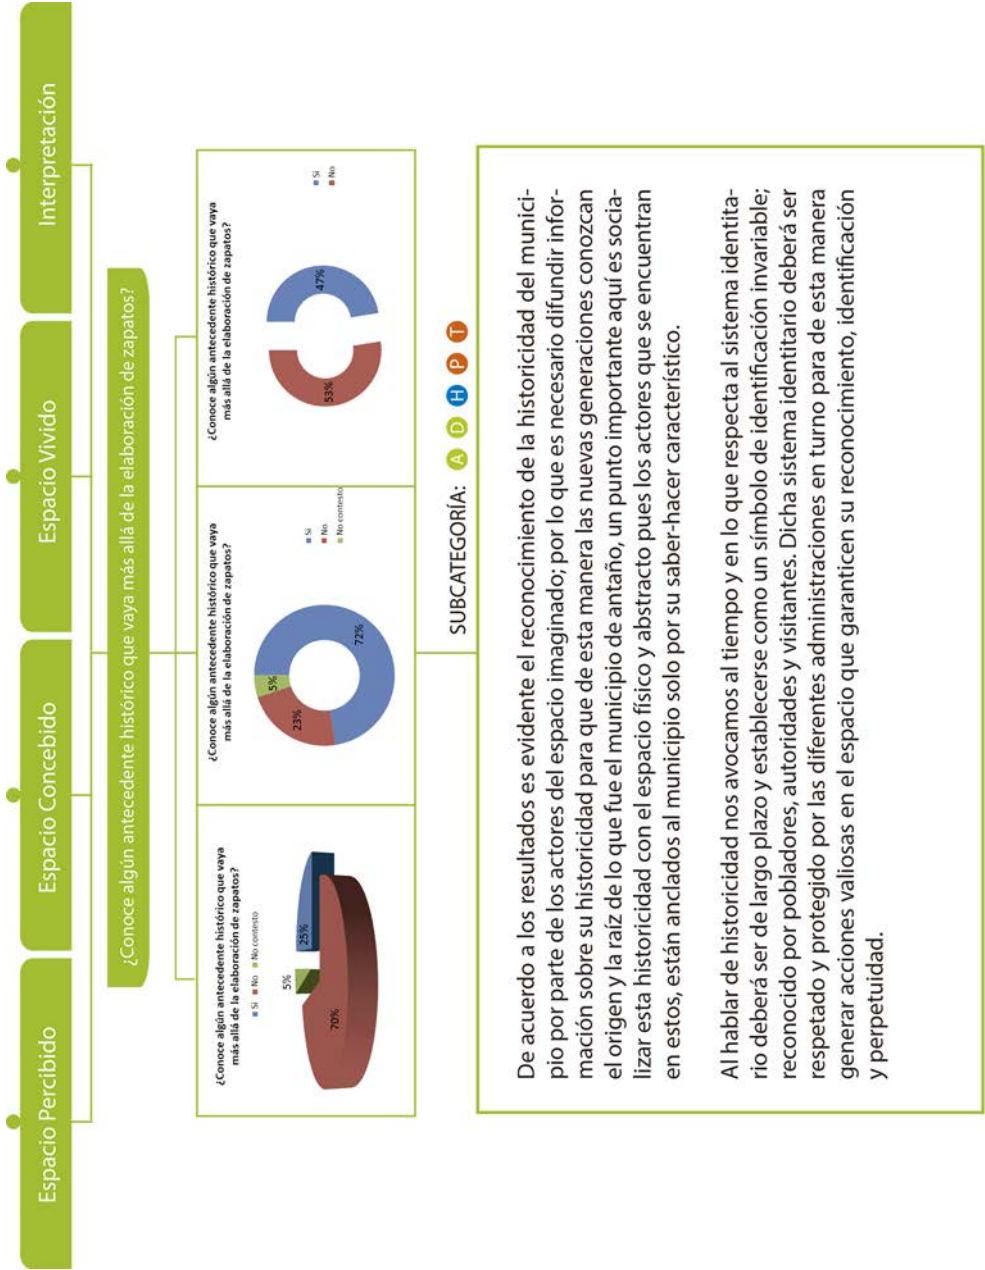 Espacio Percibido
Espacio Concebido
Espacio Vivido
Interpretación
¿Conoce algún antecedente histórico que vaya más allá de la elaboración de zapatos?
¿Conoce algún antecedente histórico que vaya
más allá de la elaboración de zapatos?
Si No No contesto
5%
25%
70%
¿Conoce algún antecedente histórico que vaya
más allá de la elaboración de zapatos?
5%
23%
72%
Si
No
No contesto
¿Conoce algún antecedente histórico que vaya
más allá de la elaboración de zapatos?
53%
47%
Si
No
SUBCATEGORÍA: A D H P T
De acuerdo a los resultados es evidente el reconocimiento de la historicidad del munici-
pio por parte de los actores del espacio imaginado; por lo que es necesario difundir infor-
mación sobre su historicidad para que de esta manera las nuevas generaciones conozcan
el origen y la raíz de lo que fue el municipio de antaño, un punto importante aquí es socia-
lizar esta historicidad con el espacio físico y abstracto pues los actores que se encuentran
en estos, están anclados al municipio solo por su saber-hacer característico.
Al hablar de historicidad nos avocamos al tiempo y en lo que respecta al sistema identita-
rio deberá ser de largo plazo y establecerse como un símbolo de identificación invariable;
reconocido por pobladores, autoridades y visitantes. Dicha sistema identitario deberá ser
respetado y protegido por las diferentes administraciones en turno para de esta manera
generar acciones valiosas en el espacio que garanticen su reconocimiento, identificación
y perpetuidad.